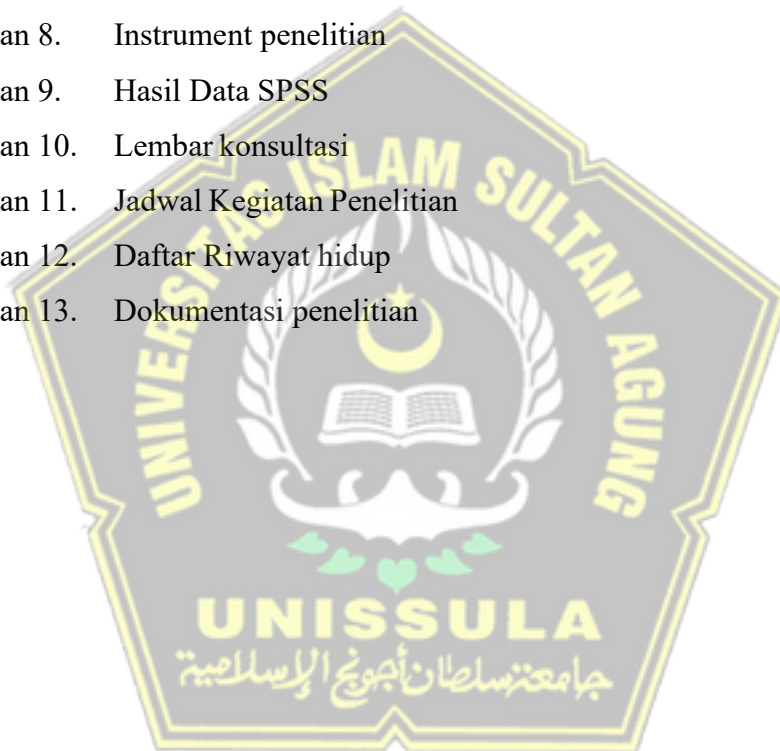 an 8. Instrument penelitian
an 9. Hasil Data SPSS
an 10. Lembar konsultasi
an 11. Jadwal Kegiatan Penelitian
an 12. Daftar Riwayat hidup
an 13. Dokumentasi penelitian
UNIVERSITAS ISLAM SULTAN AGUNG
UNISSULA
جامعة سلطان أجونج الإسلامية